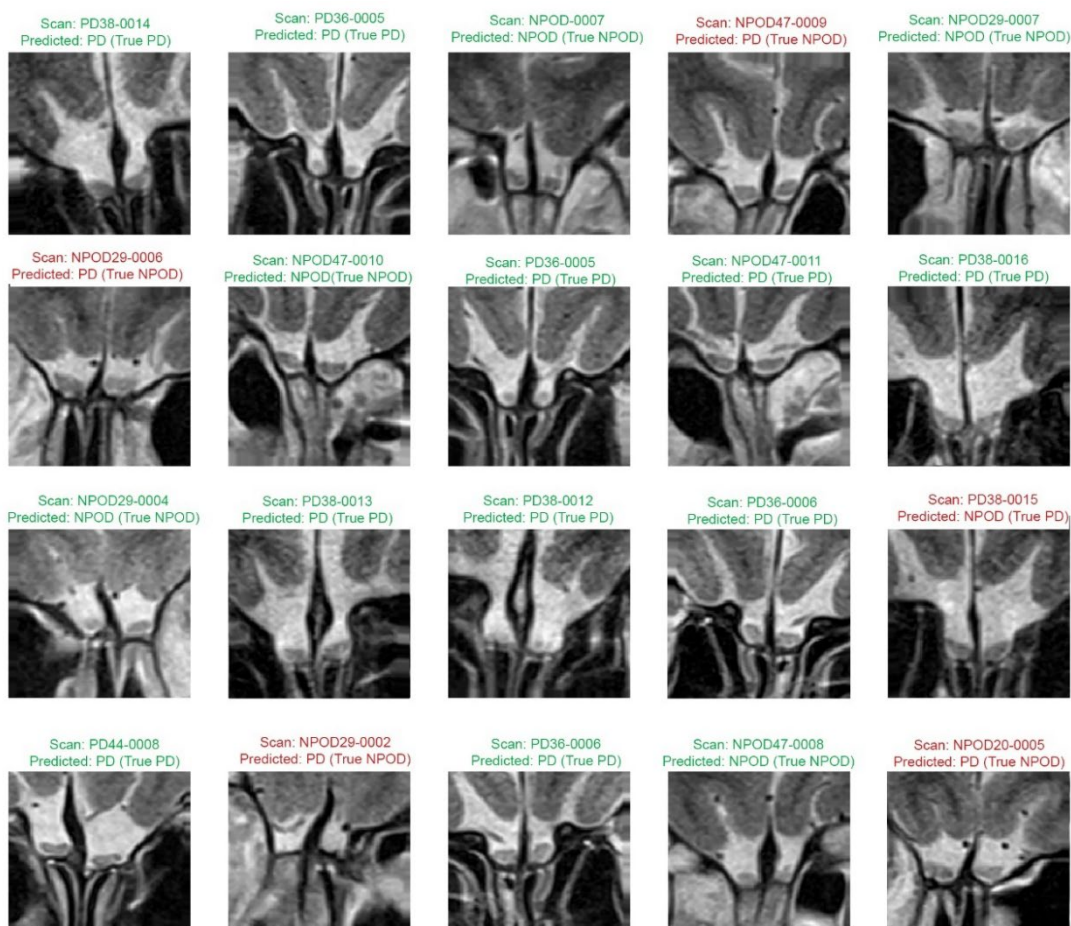 Scan: PD38-0014
Predicted: PD (True PD)
Scan: PD36-0005
Predicted: PD (True PD)
Scan: NPOD-0007
Predicted: NPOD (True NPOD)
Scan: NPOD47-0009
Predicted: PD (True NPOD)
Scan: NPOD29-0007
Predicted: NPOD (True NPOD)
Scan: NPOD29-0006
Predicted: PD (True NPOD)
Scan: NPOD47-0010
Predicted: NPOD(True NPOD)
Scan: PD36-0005
Predicted: PD (True PD)
Scan: NPOD47-0011
Predicted: PD (True PD)
Scan: PD38-0016
Predicted: PD (True PD)
Scan: NPOD29-0004
Predicted: NPOD (True NPOD)
Scan: PD38-0013
Predicted: PD (True PD)
Scan: PD38-0012
Predicted: PD (True PD)
Scan: PD36-0006
Predicted: PD (True PD)
Scan: PD38-0015
Predicted: NPOD (True PD)
Scan: PD44-0008
Predicted: PD (True PD)
Scan: NPOD29-0002
Predicted: PD (True NPOD)
Scan: PD36-0006
Predicted: PD (True PD)
Scan: NPOD47-0008
Predicted: NPOD (True NPOD)
Scan: NPOD20-0005
Predicted: PD (True NPOD)